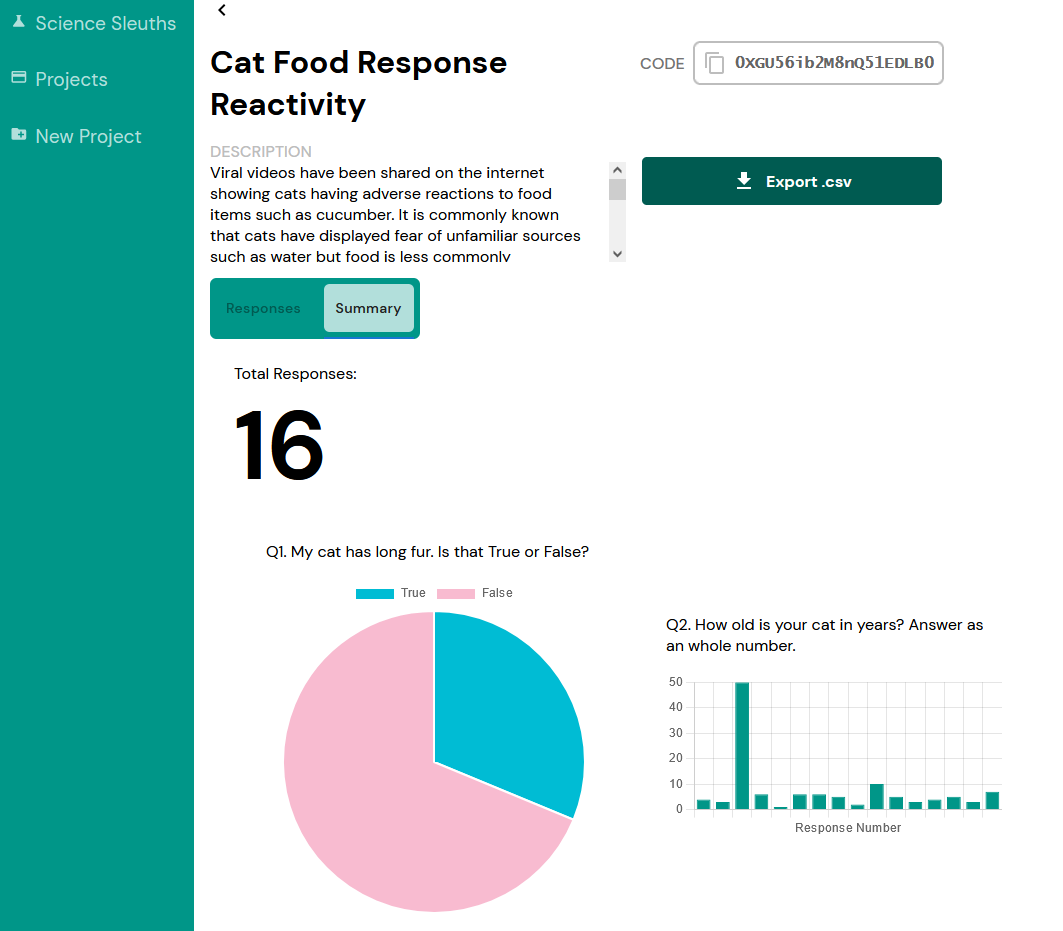 Science Sleuths
Projects
New Project
Cat Food Response
Reactivity
CODE
OXGU56ib2M8nQ51EDLBO
DESCRIPTION
Viral videos have been shared on the internet
showing cats having adverse reactions to food
items such as cucumber. It is commonly known
that cats have displayed fear of unfamiliar sources
such as water but food is less commonly
Export .csv
Responses
Summary
Total Responses:
16
Q1. My cat has long fur. Is that True or False?
True
False
Q2. How old is your cat in years? Answer as
an whole number.
50
40
30
20
10
0
Response Number